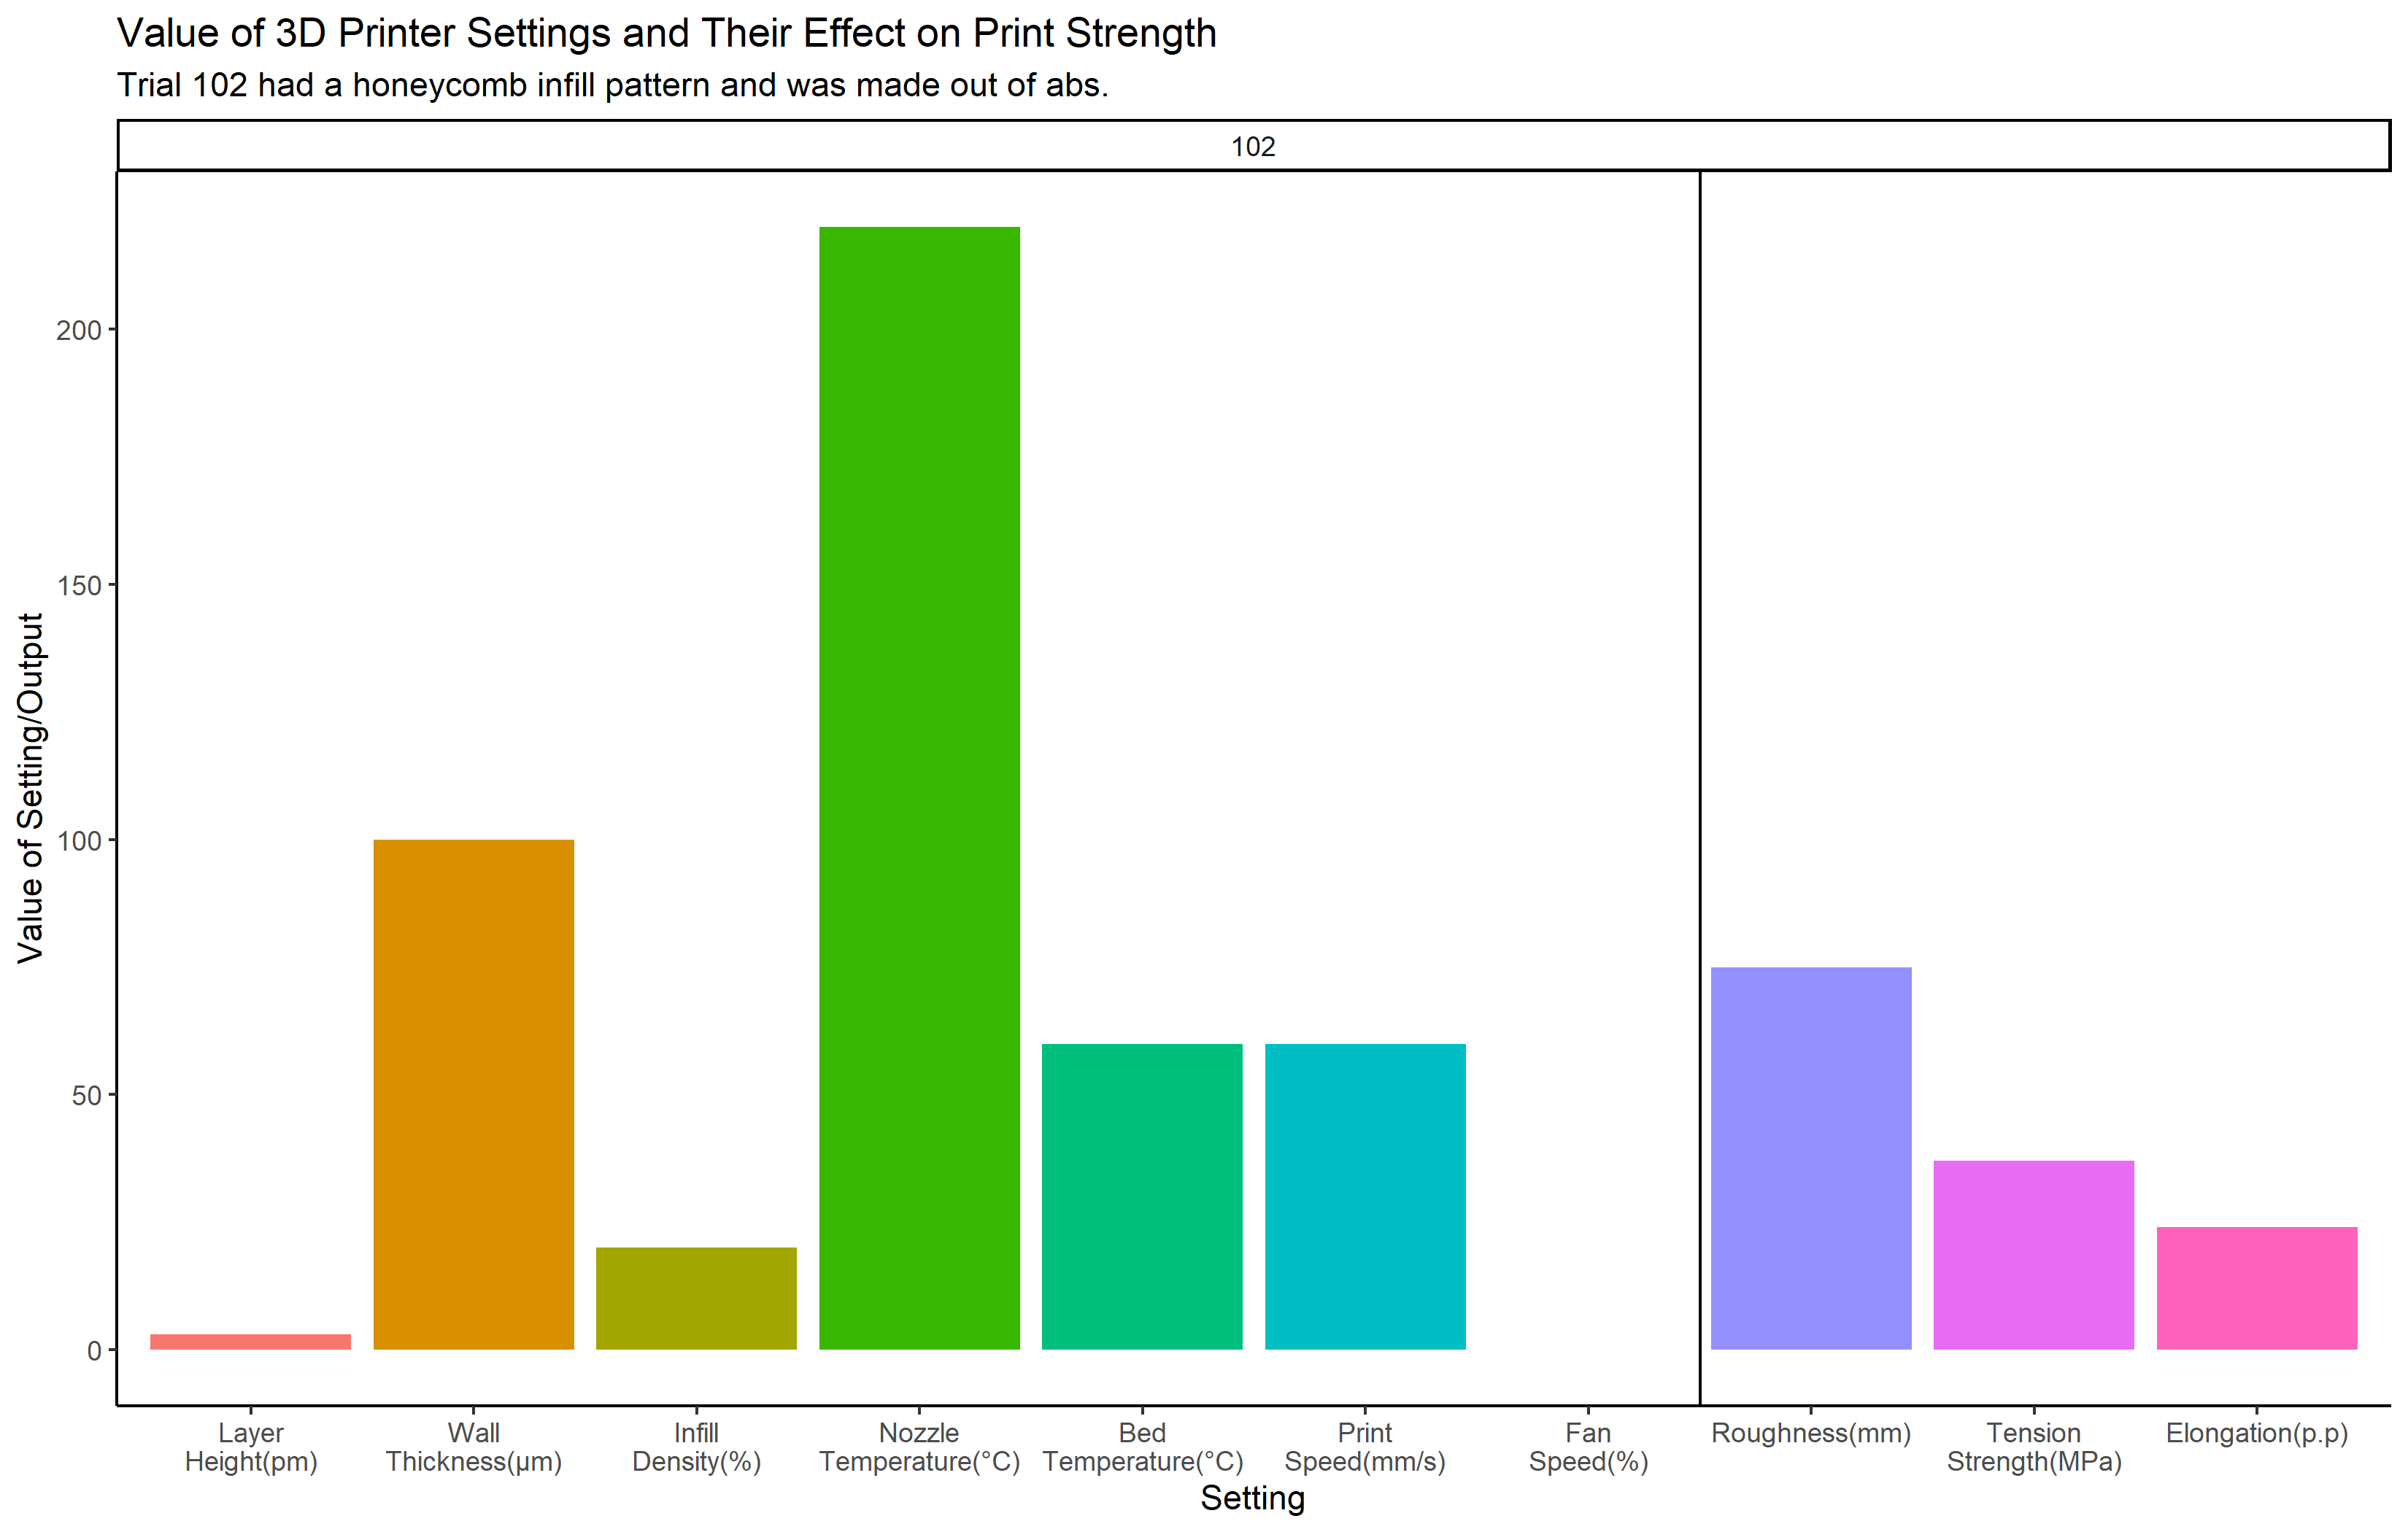 Value of 3D Printer Settings and Their Effect on Print Strength
Trial 102 had a honeycomb infill pattern and was made out of abs.
102
Value of Setting/Output
200
150
100
50
0
Layer Height(pm)
Wall Thickness(µm)
Infill Density(%)
Nozzle Temperature(°C)
Bed Temperature(°C)
Print Speed(mm/s)
Fan Speed(%)
Roughness(mm)
Tension Strength(MPa)
Elongation(p.p)
Setting